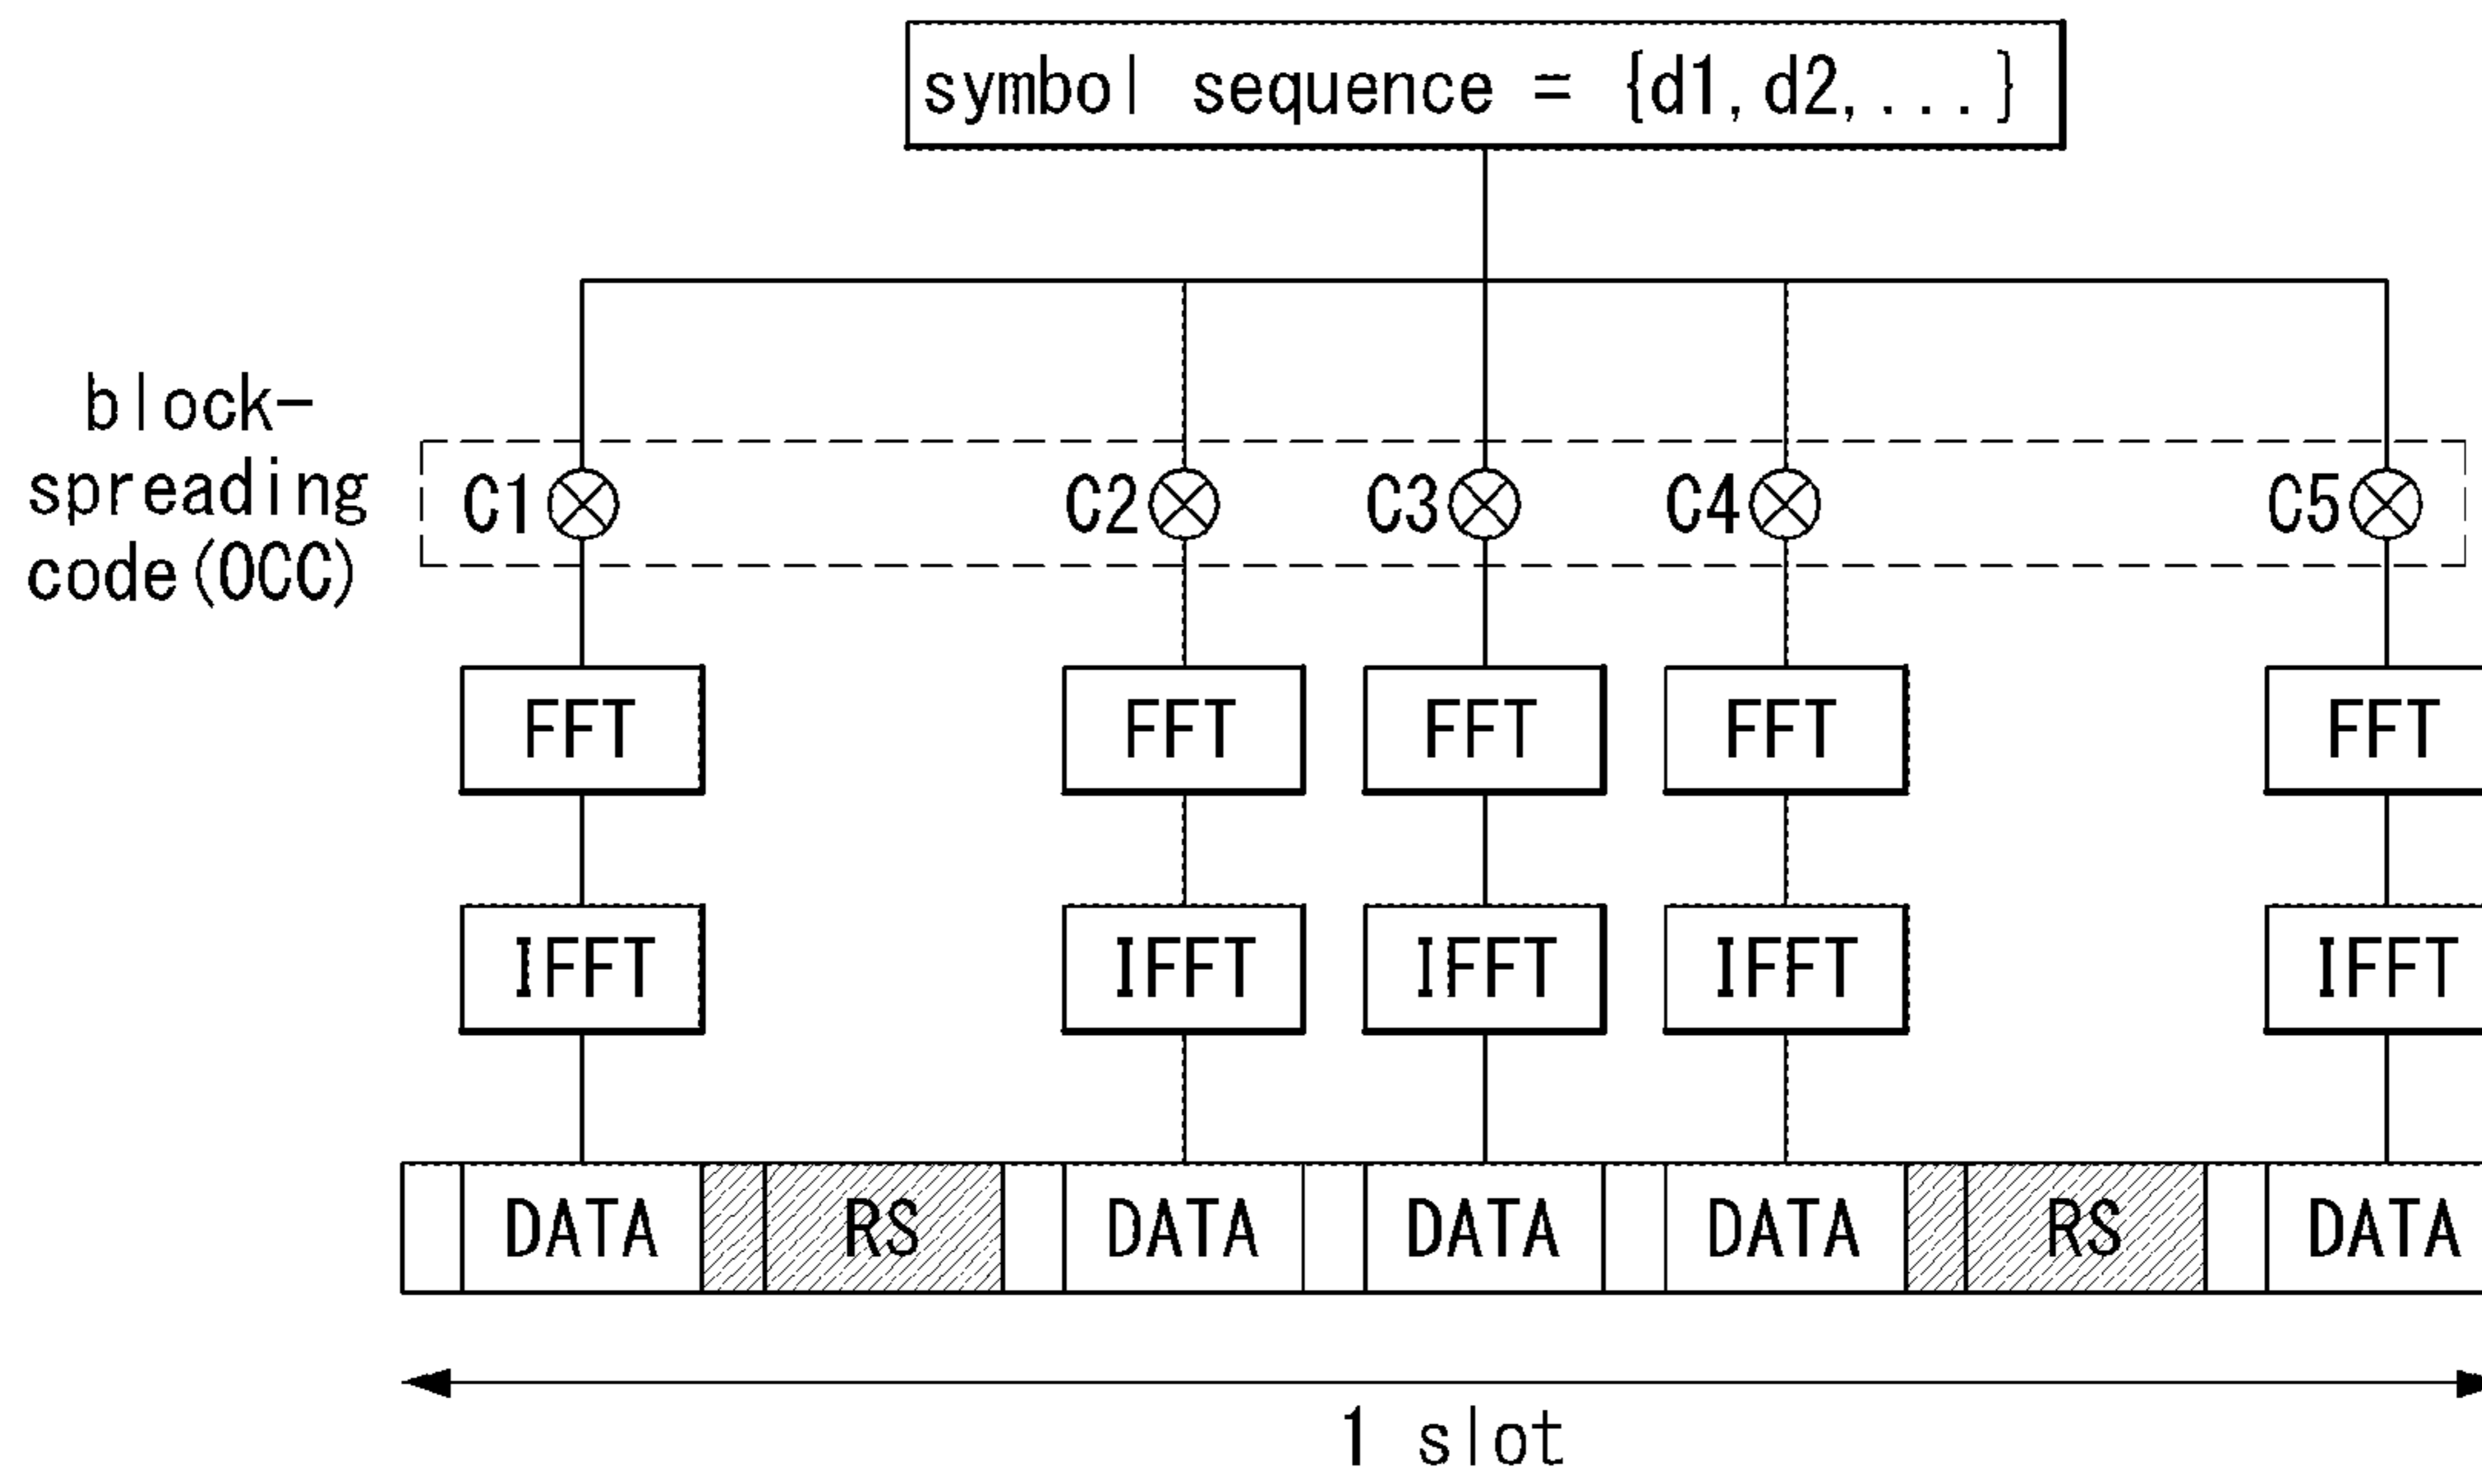 symbol sequence = {d1,d2,...}
block-
spreading
code(OCC)
C1 C2 C3 C4 C5
FFT FFT FFT FFT FFT
IFFT IFFT IFFT IFFT IFFT
DATA RS DATA DATA DATA RS DATA
1 slot